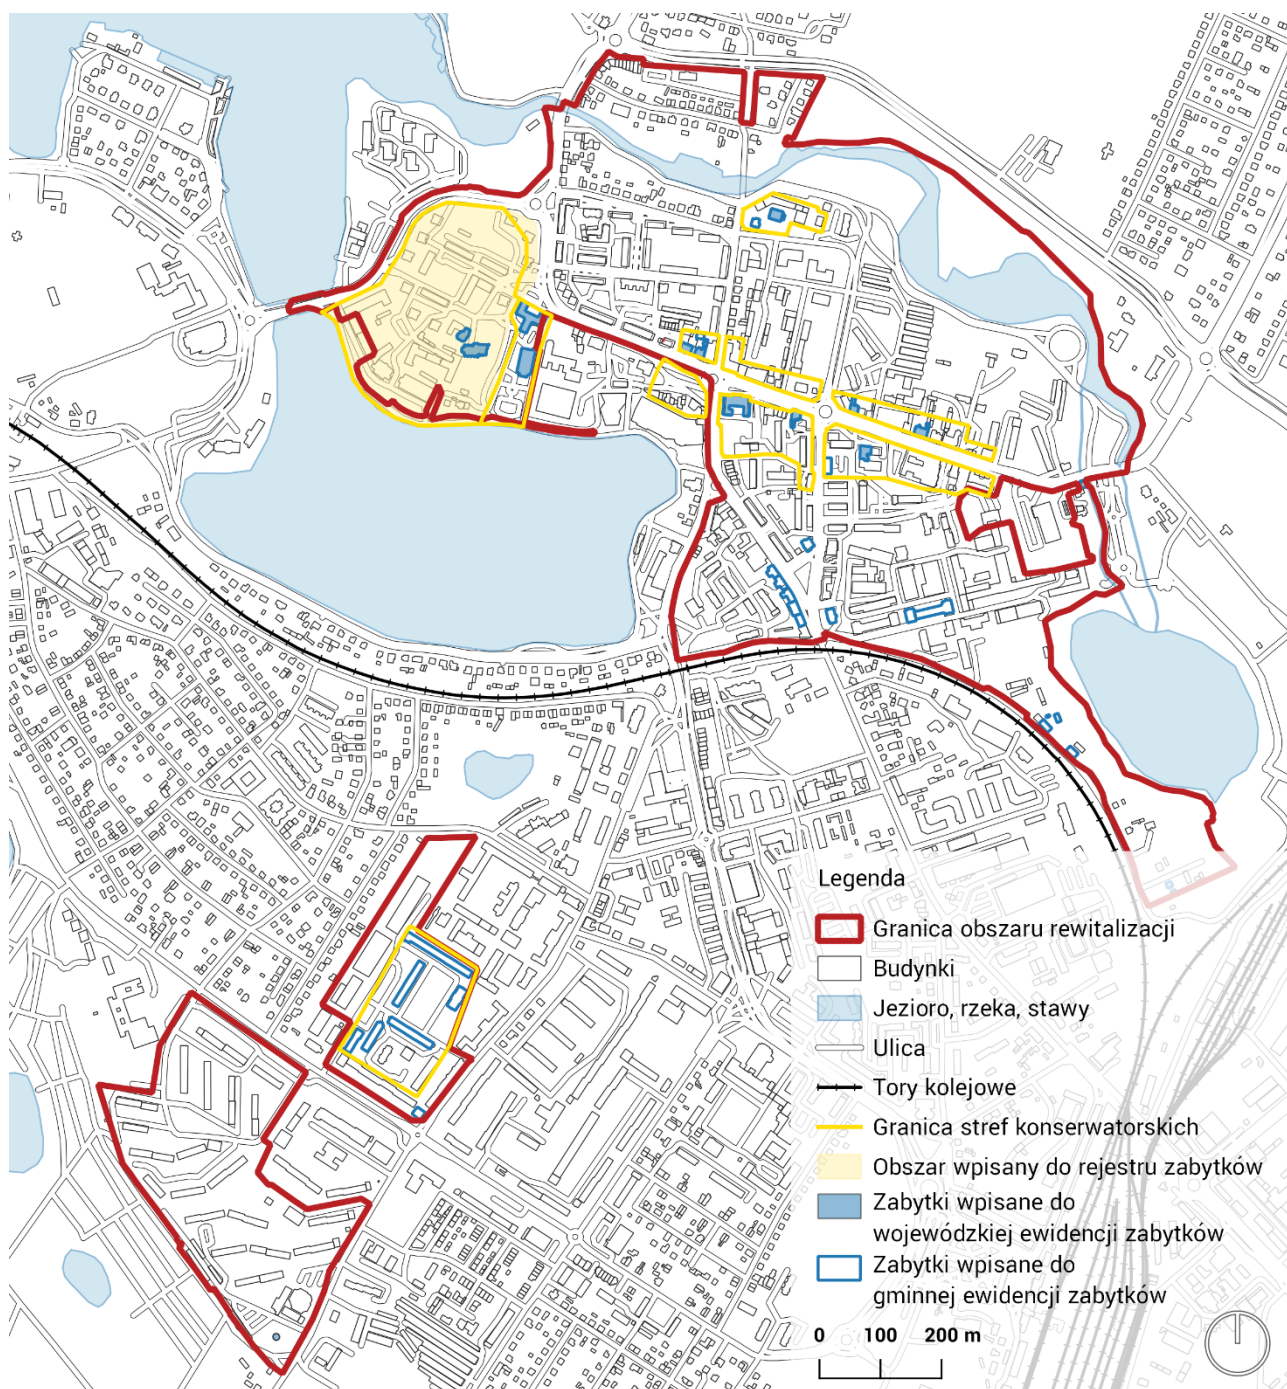 Legenda
Granica obszaru rewitalizacji
Budynki
Jezioro, rzeka, stawy
Ulica
Tory kolejowe
Granica stref konserwatorskich
Obszar wpisany do rejestru zabytków
Zabytki wpisane do
wojewódzkiej ewidencji zabytków
Zabytki wpisane do
gminnej ewidencji zabytków
0 100 200 m